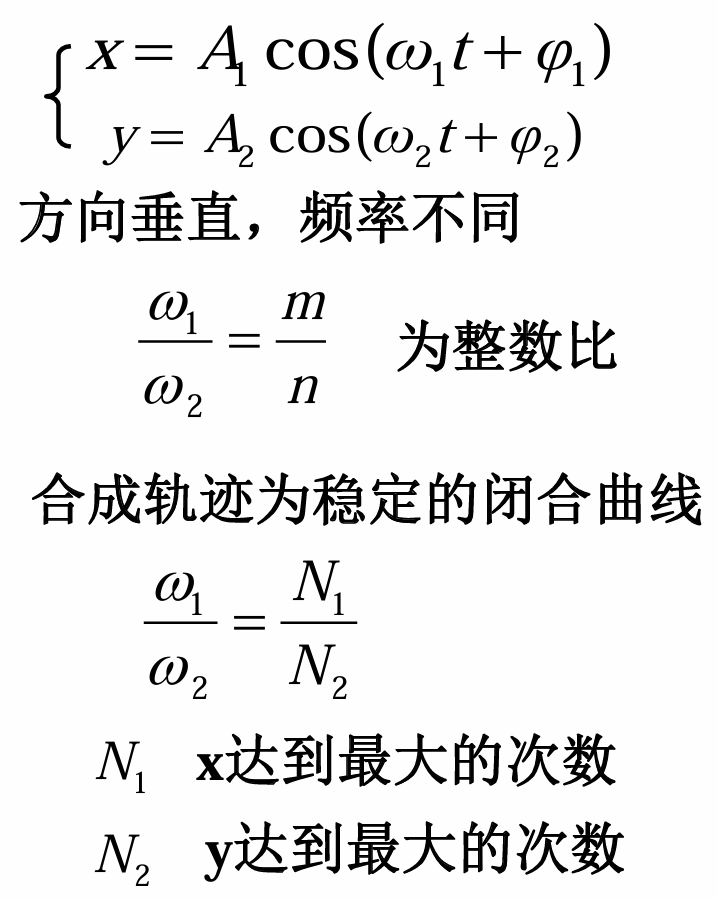 x = A₁ cos(ω₁t + φ₁)
y = A₂ cos(ω₂t + φ₂)
方向垂直，频率不同
ω₁/ω₂ = m/n 为整数比
合成轨迹为稳定的闭合曲线
ω₁/ω₂ = N₁/N₂
N₁ x达到最大的次数
N₂ y达到最大的次数